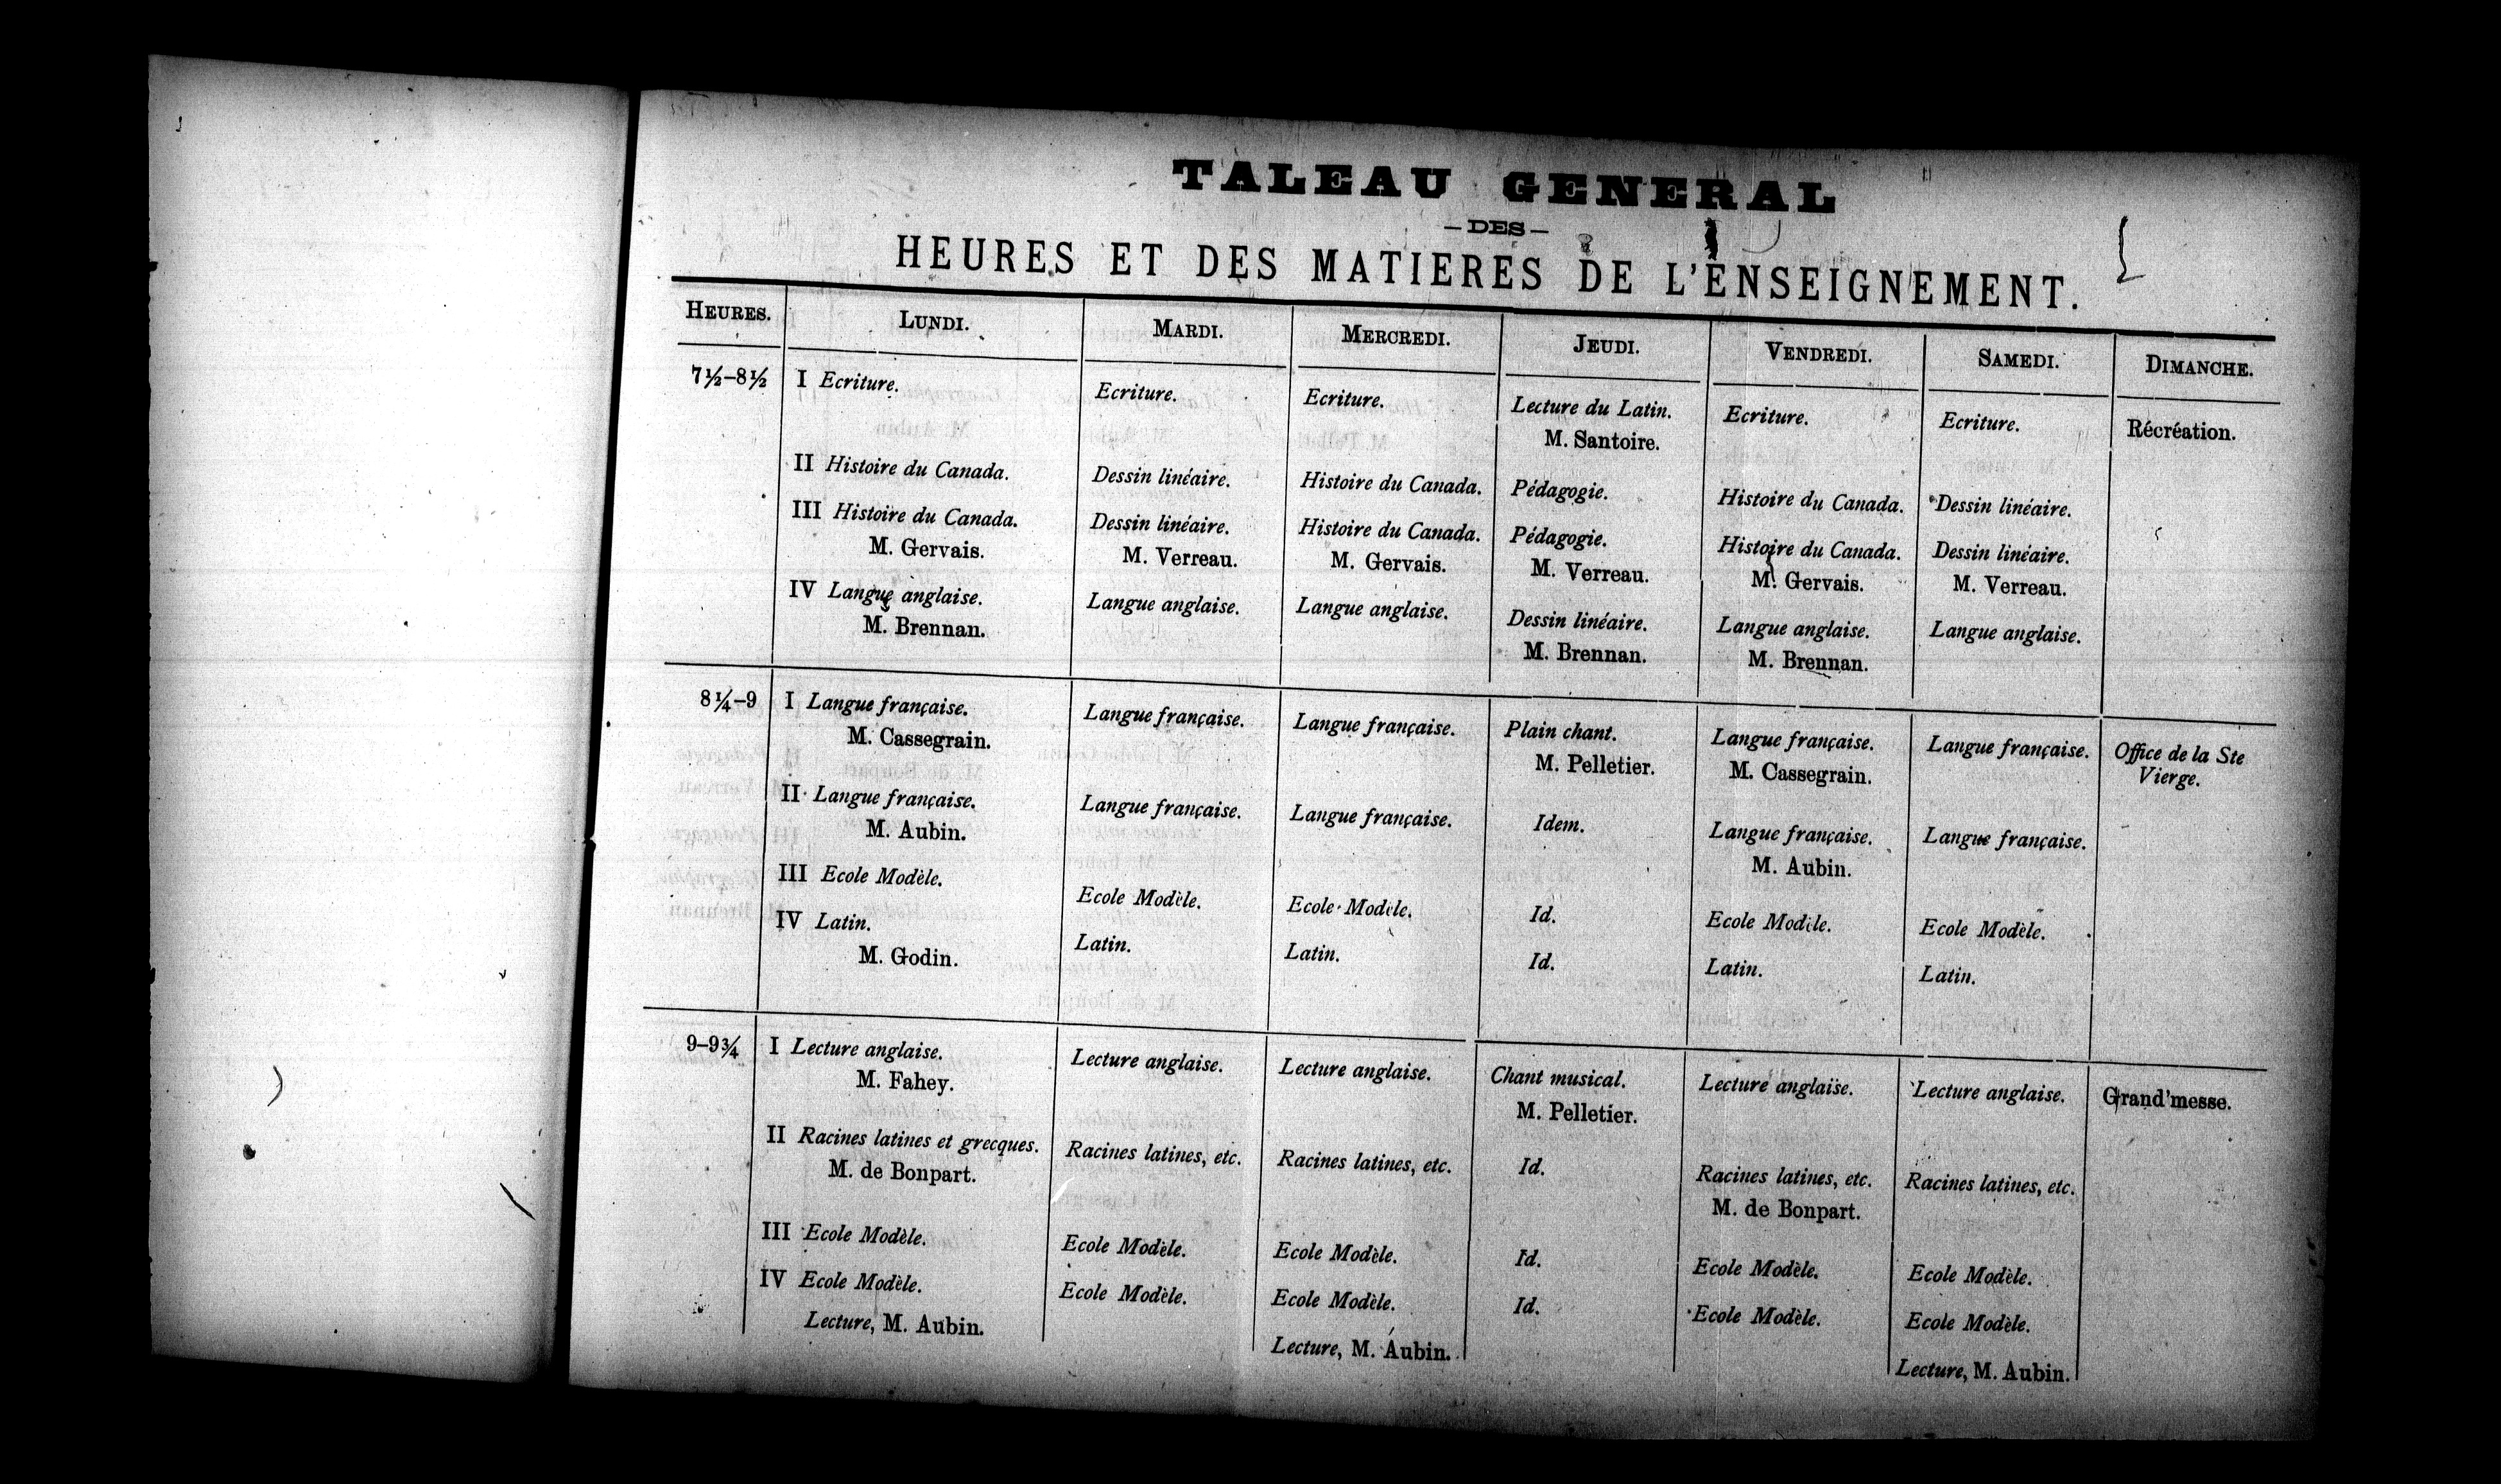 TALEAU GENERAL
— DES —
HEURES ET DES MATIERES DE L'ENSEIGNEMENT.
HEURES. LUNDI. MARDI. MERCREDI. JEUDI. VENDREDI. SAMEDI. DIMANCHE.
7½–8½ I Ecriture. Ecriture. Ecriture. Lecture du Latin. Ecriture. Ecriture. Récréation.
M. Santoire.
II Histoire du Canada. Dessin linéaire. Histoire du Canada. Pédagogie. Histoire du Canada. Dessin linéaire.
III Histoire du Canada. Dessin linéaire. Histoire du Canada. Pédagogie. Histoire du Canada. Dessin linéaire.
M. Gervais. M. Verreau. M. Gervais. M. Verreau. M. Gervais. M. Verreau.
IV Langue anglaise. Langue anglaise. Langue anglaise. Dessin linéaire. Langue anglaise. Langue anglaise.
M. Brennan. M. Brennan. M. Brennan.
8¼–9 I Langue française. Langue française. Langue française. Plain chant. Langue française. Langue française. Office de la Ste
M. Cassegrain. M. Pelletier. M. Cassegrain. Vierge.
II Langue française. Langue française. Langue française. Idem. Langue française. Langue française.
M. Aubin. M. Aubin.
III Ecole Modèle. Ecole Modèle. Ecole Modèle. Id. Ecole Modèle. Ecole Modèle.
IV Latin. Latin. Latin. Id. Latin. Latin.
M. Godin.
9–9¾ I Lecture anglaise. Lecture anglaise. Lecture anglaise. Chant musical. Lecture anglaise. Lecture anglaise. Grand'messe.
M. Fahey. M. Pelletier.
II Racines latines et grecques. Racines latines, etc. Racines latines, etc. Id. Racines latines, etc. Racines latines, etc.
M. de Bonpart. M. de Bonpart.
III Ecole Modèle. Ecole Modèle. Ecole Modèle. Id. Ecole Modèle. Ecole Modèle.
IV Ecole Modèle. Ecole Modèle. Ecole Modèle. Id. Ecole Modèle. Ecole Modèle.
Lecture, M. Aubin. Lecture, M. Aubin. Lecture, M. Aubin.